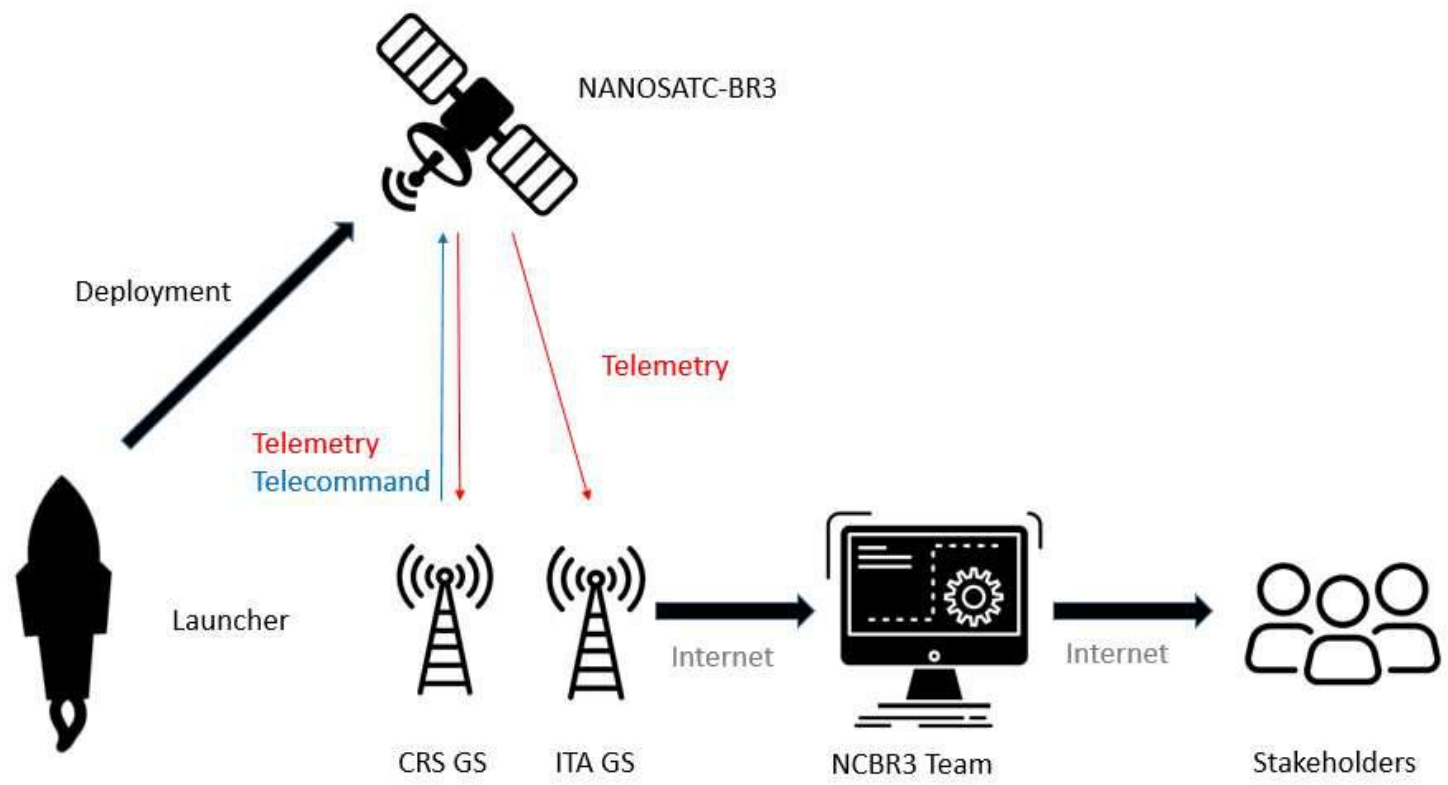 NANOSATC-BR3
Deployment
Telemetry
Telemetry
Telecommand
Launcher
Internet
Internet
CRS GS
ITA GS
NCBR3 Team
Stakeholders